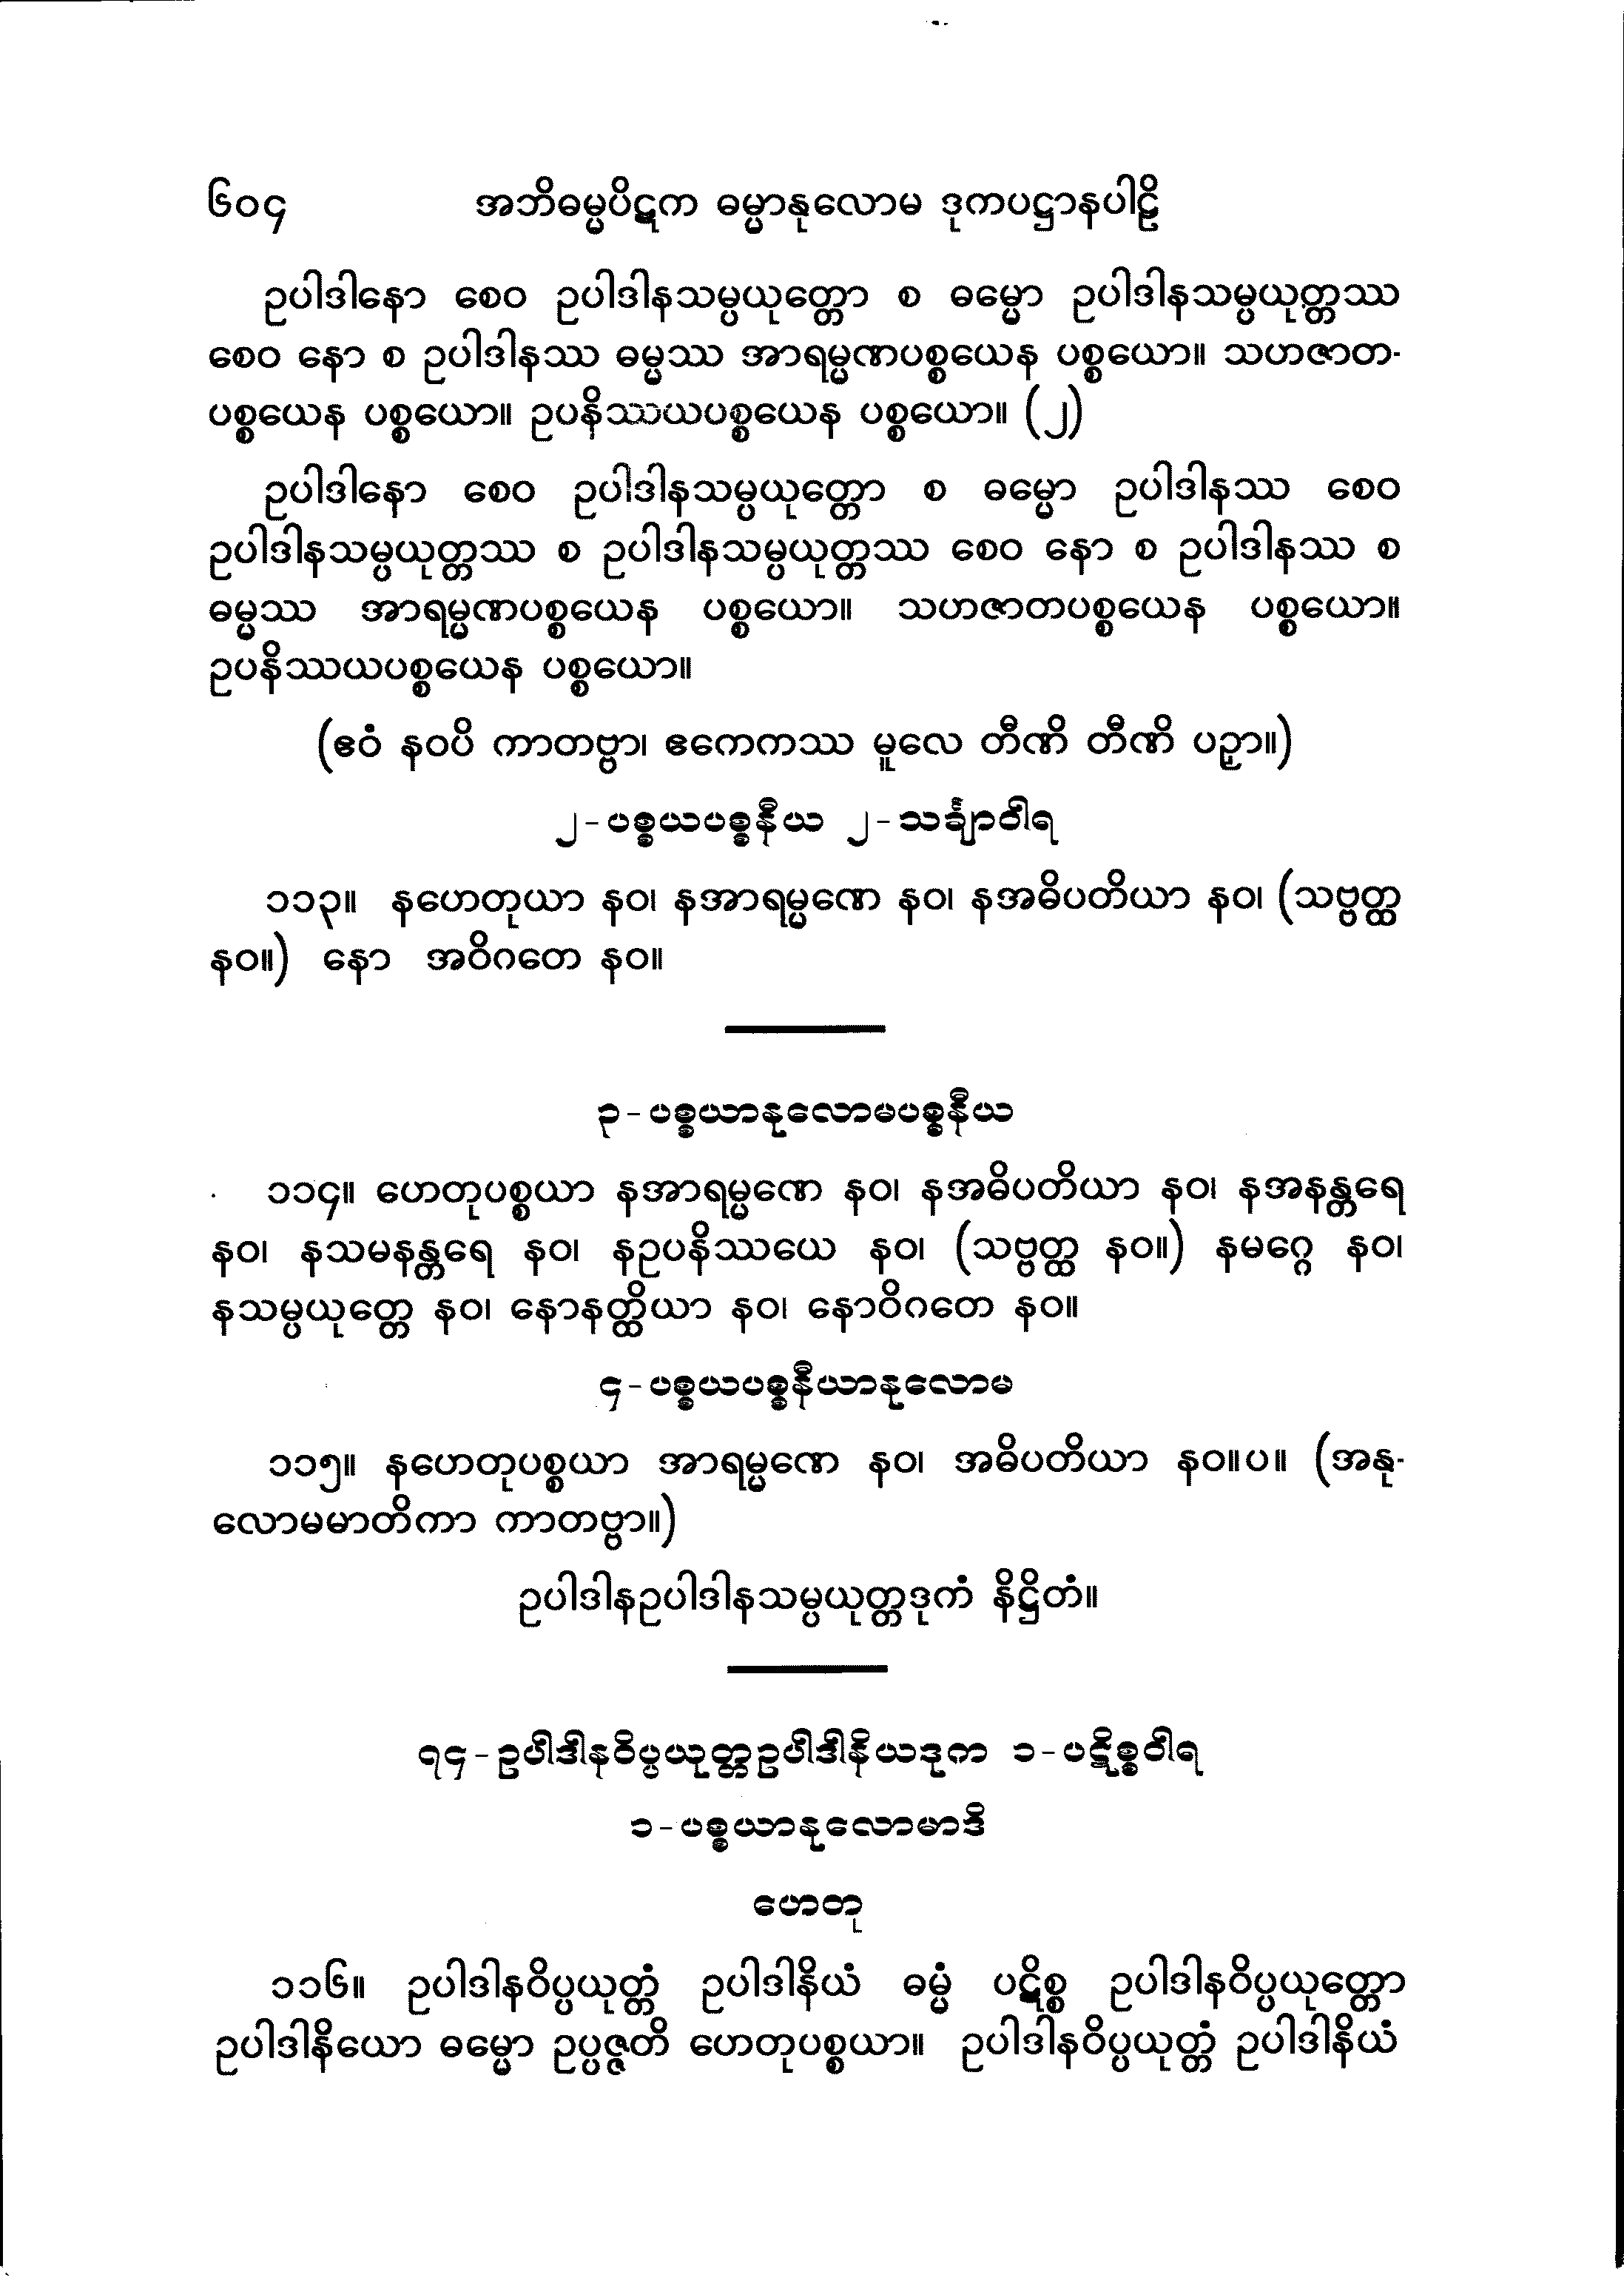 ၆၀၄ အဘိဓမ္မပိဋက ဓမ္မာနုလောမ ဒုကပဋ္ဌာနပါဠိ
ဥပါဒါနော စေဝ ဥပါဒါနသမ္ပယုတ္တော စ ဓမ္မော ဥပါဒါနသမ္ပယုတ္တဿ
စေဝ နော စ ဥပါဒါနဿ ဓမ္မဿ အာရမ္မဏပစ္စယေန ပစ္စယော။ သဟဇာတ-
ပစ္စယေန ပစ္စယော။ ဥပနိဿယပစ္စယေန ပစ္စယော။ (၂)
ဥပါဒါနော စေဝ ဥပါဒါနသမ္ပယုတ္တော စ ဓမ္မော ဥပါဒါနဿ စေဝ
ဥပါဒါနသမ္ပယုတ္တဿ စ ဥပါဒါနသမ္ပယုတ္တဿ စေဝ နော စ ဥပါဒါနဿ စ
ဓမ္မဿ အာရမ္မဏပစ္စယေန ပစ္စယော။ သဟဇာတပစ္စယေန ပစ္စယော။
ဥပနိဿယပစ္စယေန ပစ္စယော။
(ဧဝံ နဝပိ ကာတဗ္ဗာ၊ ဧကေကဿ မူလေ တီဏိ တီဏိ ပဉှာ။)
၂-ပစ္စယပစ္စနီယ ၂-သင်္ချာဝါရ
၁၁၃။ နဟေတုယာ နဝ၊ နအာရမ္မဏေ နဝ၊ နအဓိပတိယာ နဝ၊ (သဗ္ဗတ္ထ
နဝ။) နော အဝိဂတေ နဝ။
၃-ပစ္စယာနုလောမပစ္စနီယ
၁၁၄။ ဟေတုပစ္စယာ နအာရမ္မဏေ နဝ၊ နအဓိပတိယာ နဝ၊ နအနန္တရေ
နဝ၊ နသမနန္တရေ နဝ၊ နဥပနိဿယေ နဝ၊ (သဗ္ဗတ္ထ နဝ။) နမဂ္ဂေ နဝ၊
နသမ္ပယုတ္တေ နဝ၊ နောနတ္ထိယာ နဝ၊ နောဝိဂတေ နဝ။
၄-ပစ္စယပစ္စနီယာနုလောမ
၁၁၅။ နဟေတုပစ္စယာ အာရမ္မဏေ နဝ၊ အဓိပတိယာ နဝ။ပ။ (အနု-
လောမမာတိကာ ကာတဗ္ဗာ။)
ဥပါဒါနဥပါဒါနသမ္ပယုတ္တဒုကံ နိဋ္ဌိတံ။
၇၄-ဥပါဒါနဝိပ္ပယုတ္တဥပါဒါနိယဒုက ၁-ပဋိစ္စဝါရ
၁-ပစ္စယာနုလောမာဒိ
ဟေတု
၁၁၆။ ဥပါဒါနဝိပ္ပယုတ္တံ ဥပါဒါနိယံ ဓမ္မံ ပဋိစ္စ ဥပါဒါနဝိပ္ပယုတ္တော
ဥပါဒါနိယော ဓမ္မော ဥပ္ပဇ္ဇတိ ဟေတုပစ္စယာ။ ဥပါဒါနဝိပ္ပယုတ္တံ ဥပါဒါနိယံ